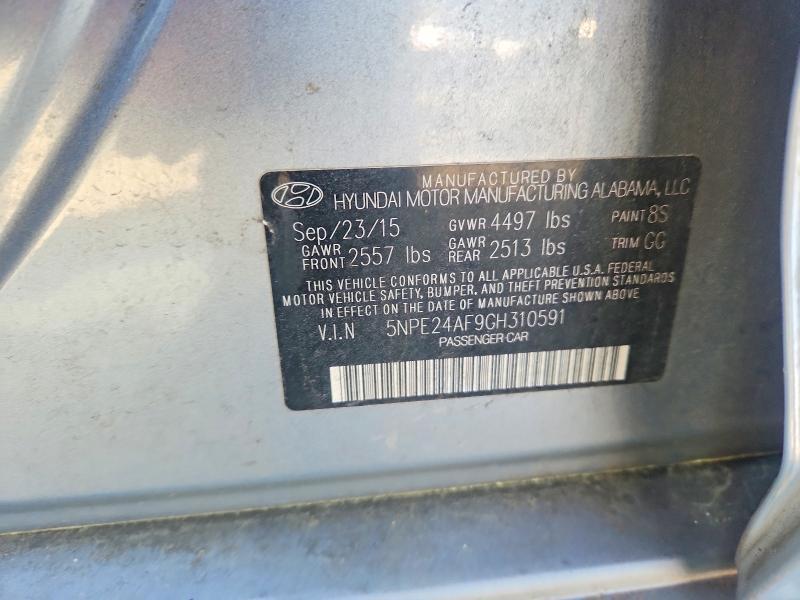 MANUFACTURED BY
HYUNDAI MOTOR MANUFACTURING ALABAMA, LLC
Sep/23/15 GVWR 4497 lbs PAINT 8S
GAWR FRONT 2557 lbs GAWR REAR 2513 lbs TRIM GG
THIS VEHICLE CONFORMS TO ALL APPLICABLE U.S.A. FEDERAL
MOTOR VEHICLE SAFETY, BUMPER, AND THEFT PREVENTION STANDARDS
IN EFFECT ON THE DATE OF MANUFACTURE SHOWN ABOVE
V.I.N 5NPE24AF9GH310591
PASSENGER CAR